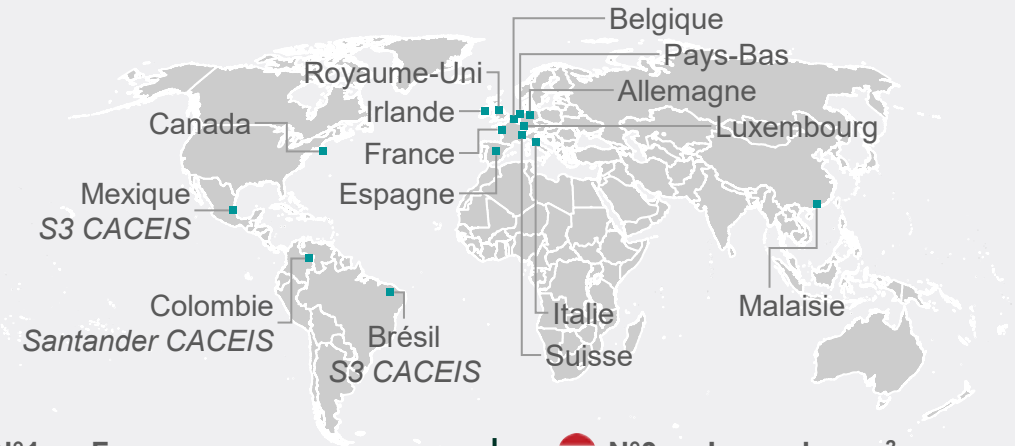 Belgique
Pays-Bas
Royaume-Uni
Allemagne
Irlande
Canada
Luxembourg
France
Espagne
Mexique
S3 CACEIS
Colombie
Santander CACEIS
Brésil
S3 CACEIS
Italie
Suisse
Malaisie